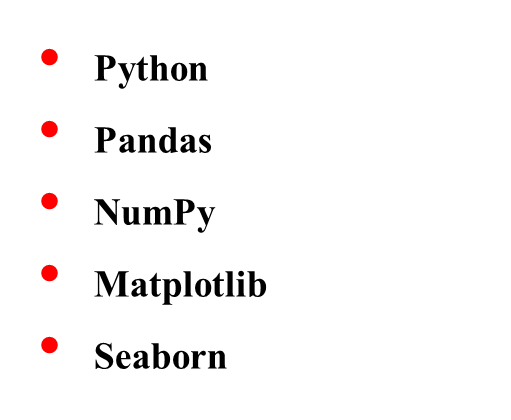 • Python
• Pandas
• NumPy
• Matplotlib
• Seaborn